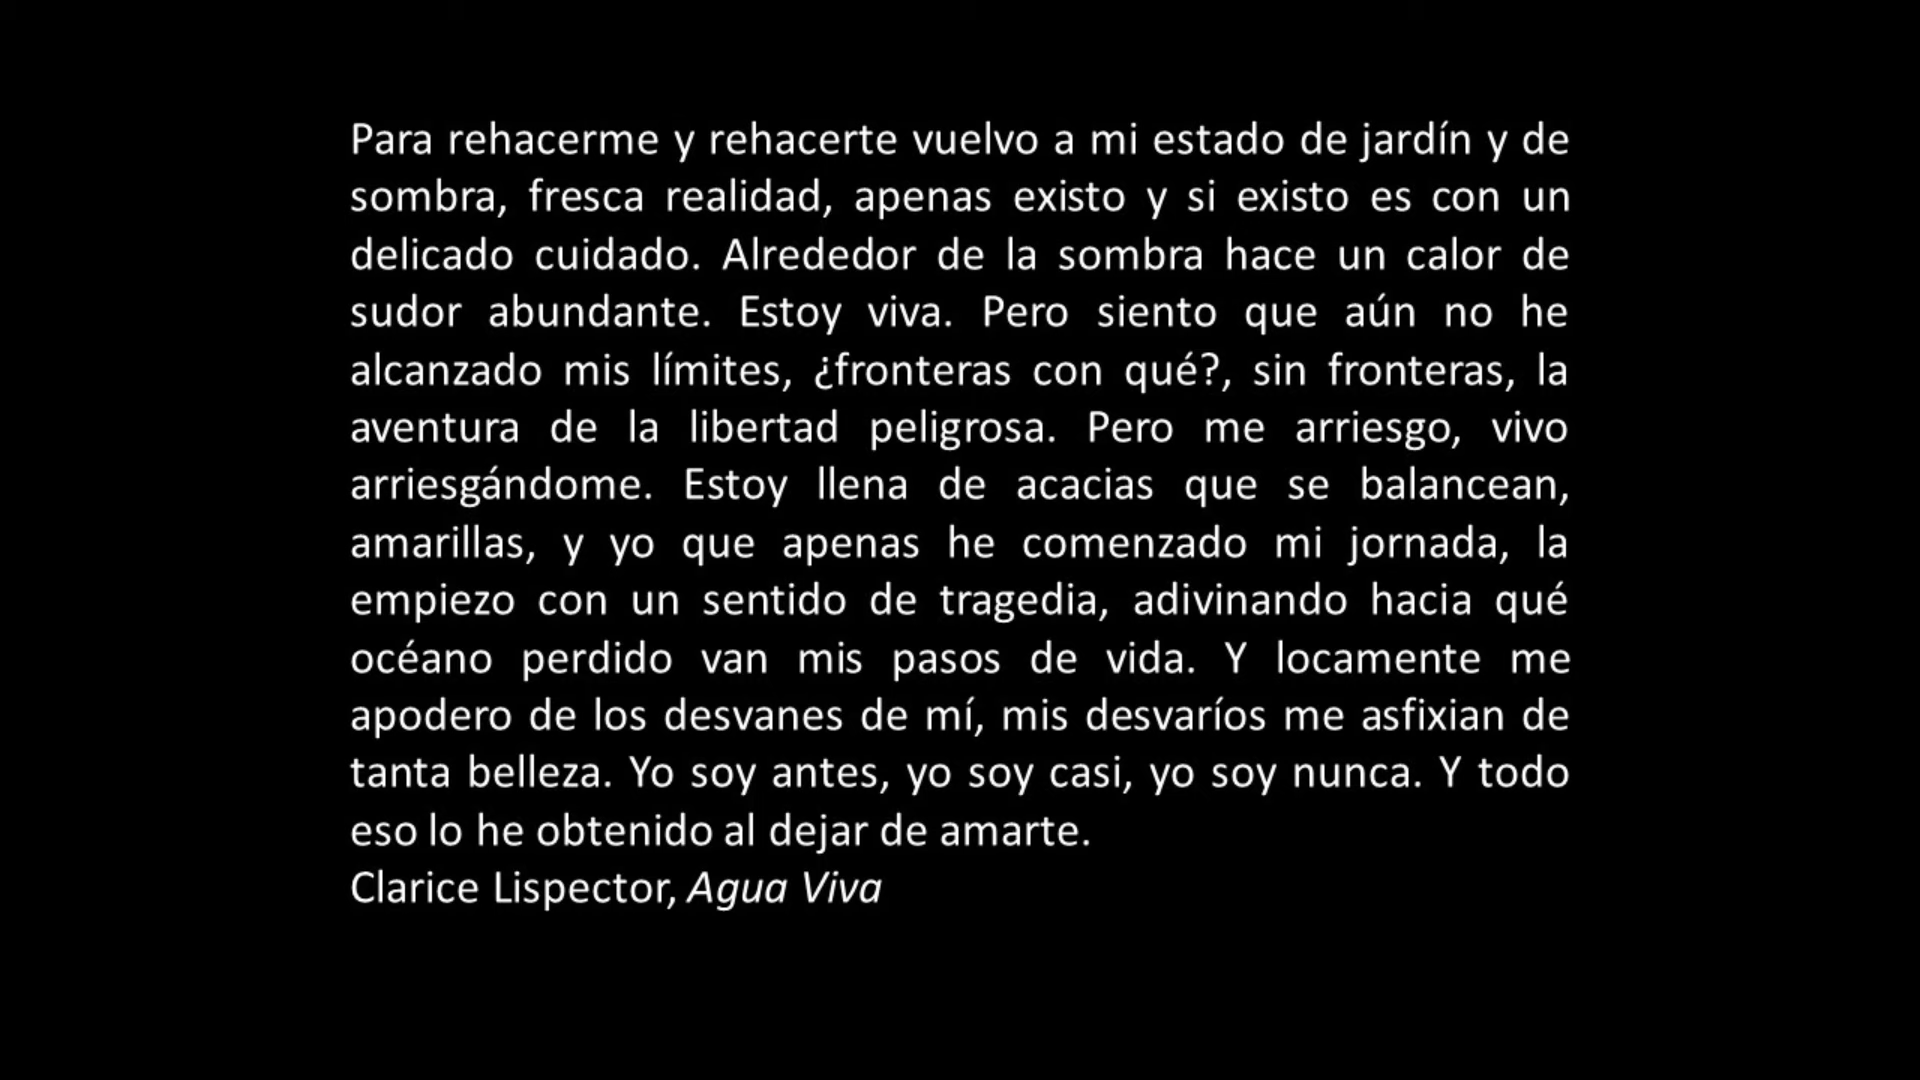 Para rehacerme y rehacerte vuelvo a mi estado de jardín y de
sombra, fresca realidad, apenas existo y si existo es con un
delicado cuidado. Alrededor de la sombra hace un calor de
sudor abundante. Estoy viva. Pero siento que aún no he
alcanzado mis límites, ¿fronteras con qué?, sin fronteras, la
aventura de la libertad peligrosa. Pero me arriesgo, vivo
arriesgándome. Estoy llena de acacias que se balancean,
amarillas, y yo que apenas he comenzado mi jornada, la
empiezo con un sentido de tragedia, adivinando hacia qué
océano perdido van mis pasos de vida. Y locamente me
apodero de los desvanes de mí, mis desvaríos me asfixian de
tanta belleza. Yo soy antes, yo soy casi, yo soy nunca. Y todo
eso lo he obtenido al dejar de amarte.
Clarice Lispector, Agua Viva